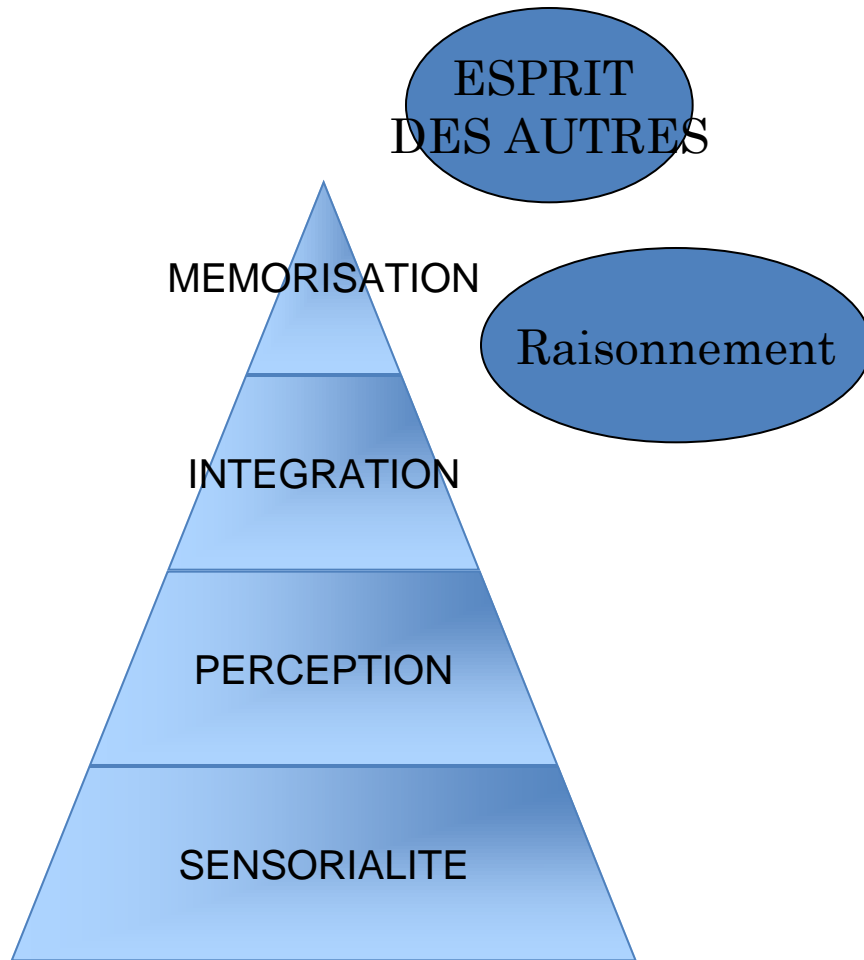 ESPRIT
DES AUTRES
MEMORISATION
Raisonnement
INTEGRATION
PERCEPTION
SENSORIALITE